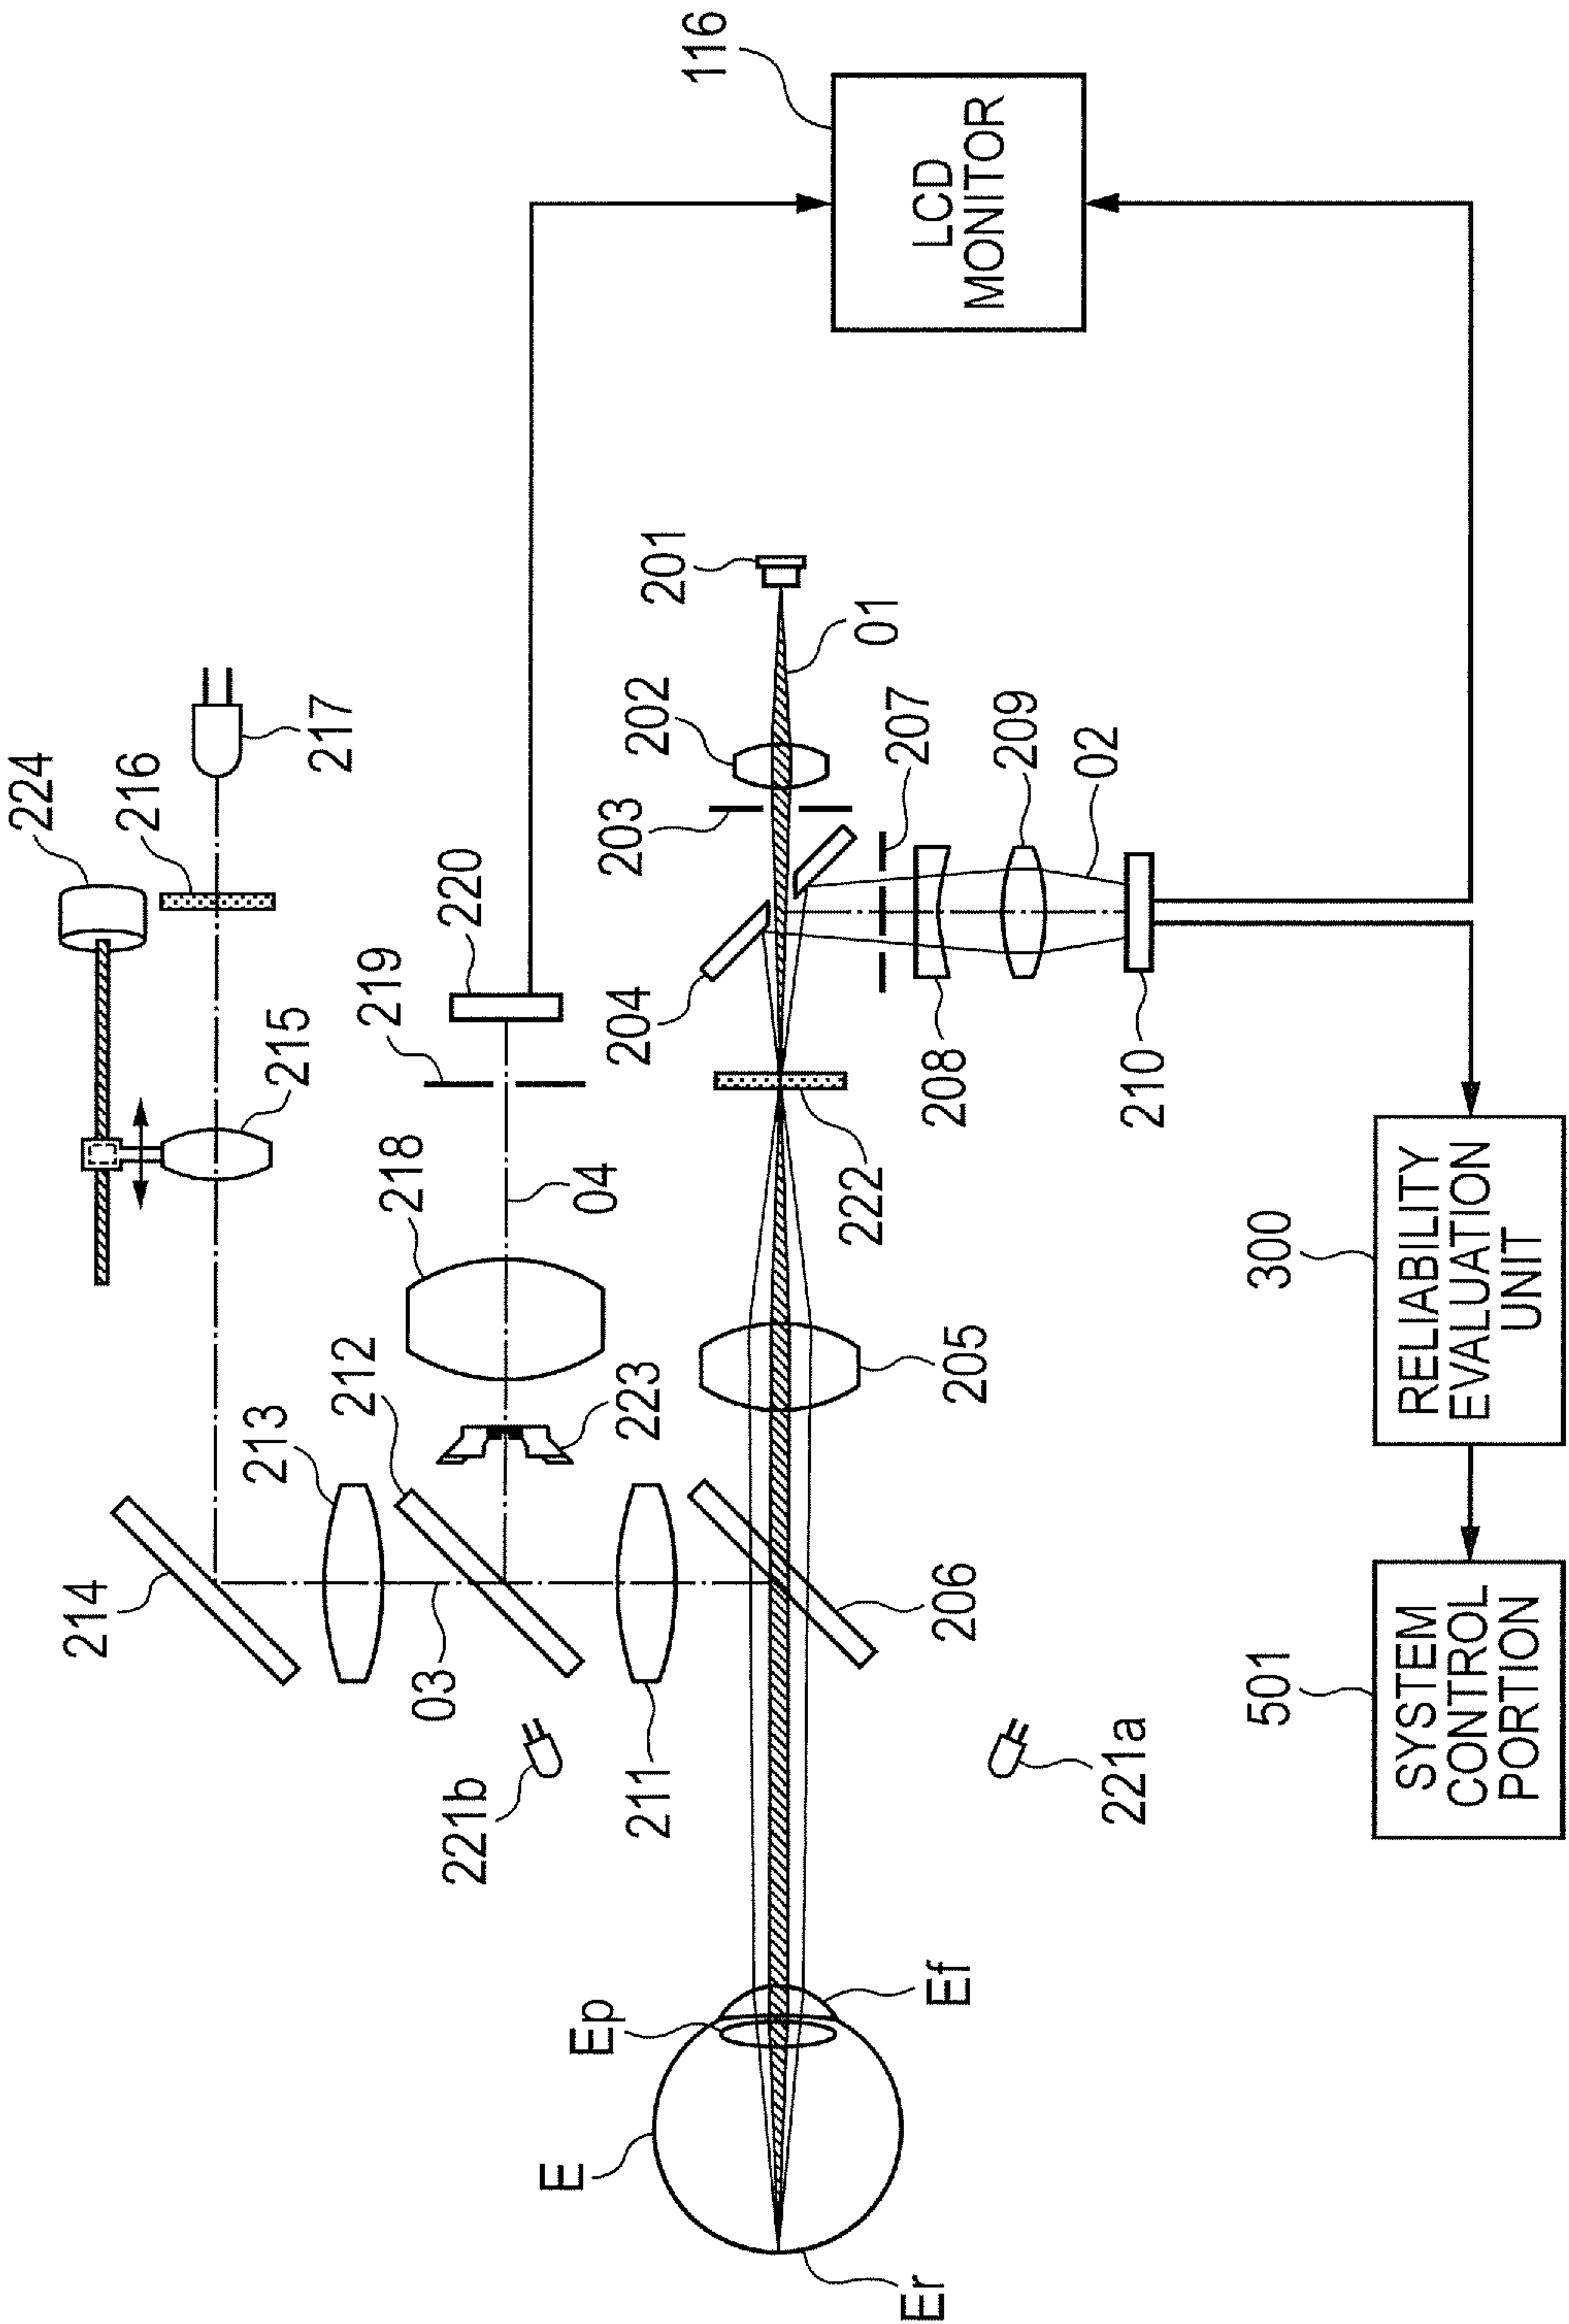 224
216
217
215
214
213
212
03
219
220
218
04
223
221b
211
201
01
202
203
204
207
209
02
208
210
222
205
206
221a
116
LCD
MONITOR
300
RELIABILITY
EVALUATION
UNIT
501
SYSTEM
CONTROL
PORTION
E
Ep
Ef
Er